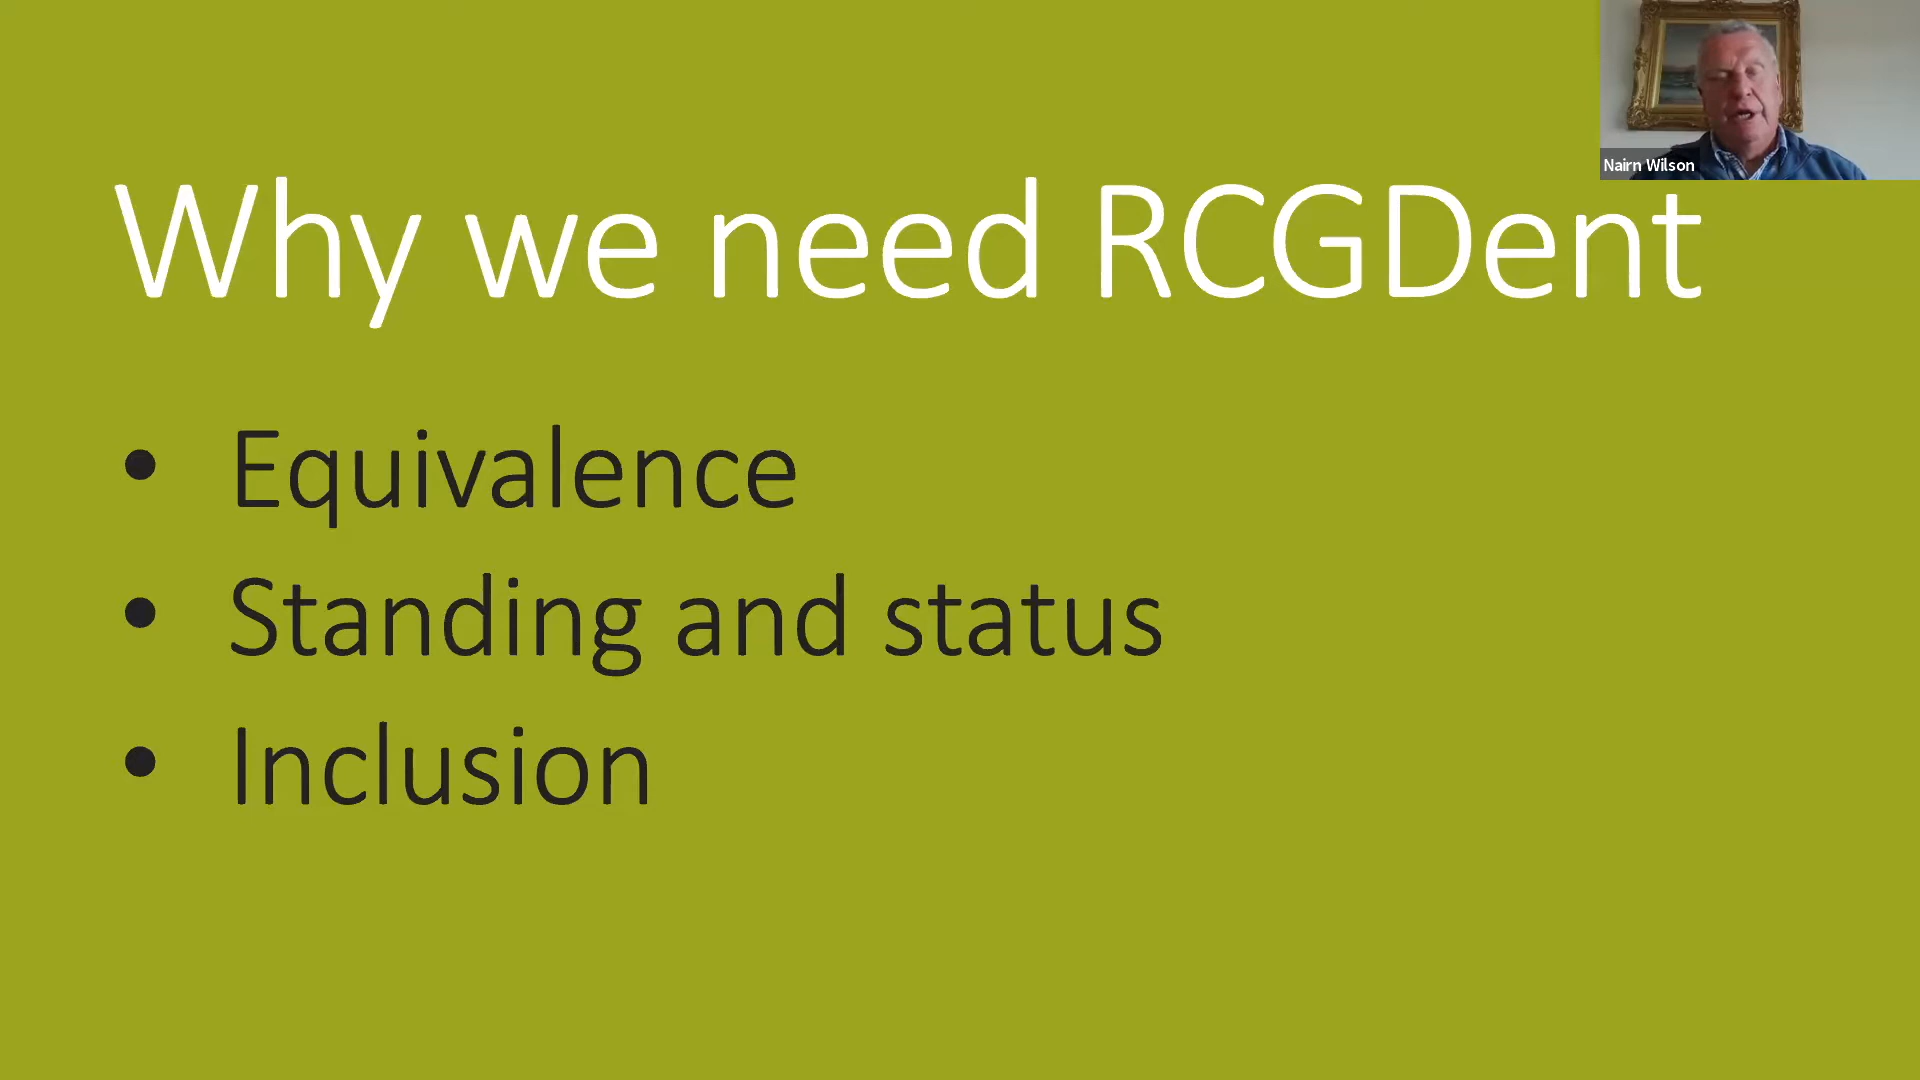 Nairn Wilson
Why we need RCGDent
• Equivalence
• Standing and status
• Inclusion